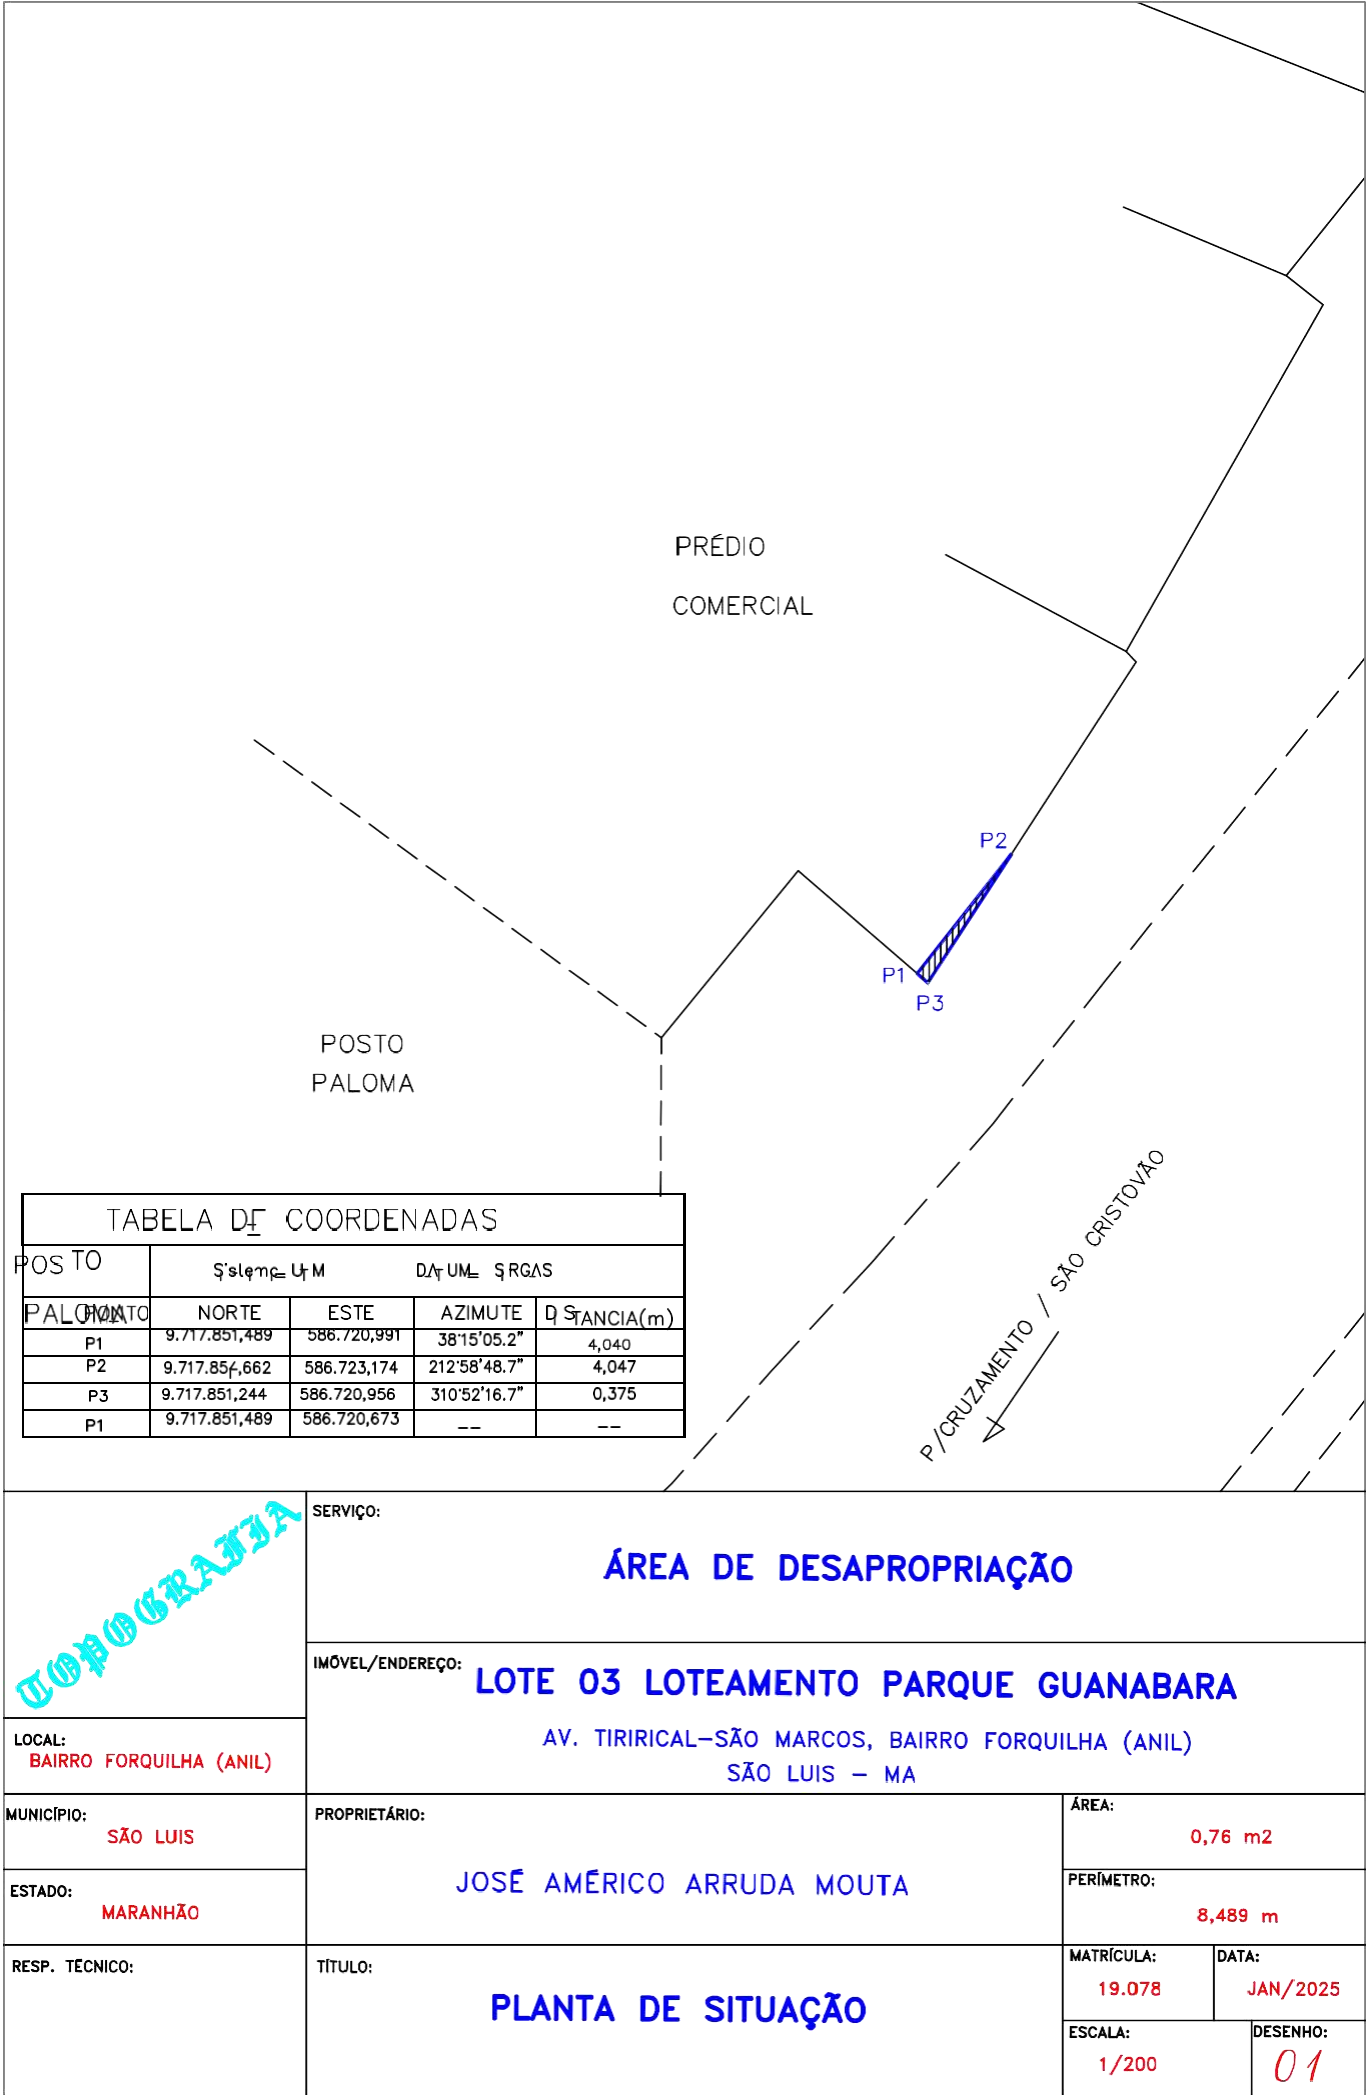 PRÉDIO
COMERCIAL
P2
P1
P3
POSTO
PALOMA
P/CRUZAMENTO / SÃO CRISTOVÃO
TABELA DE COORDENADAS
POSTO
PALOMA
DATUM= SIRGAS
PONTO NORTE ESTE AZIMUTE DISTANCIA(m)
P1 9.717.851,489 586.720,991 38°15'05.2" 4,040
P2 586.723,174 212°58'48.7" 4,047
P3 9.717.851,244 586.720,956 310°52'16.7" 0,375
P1 9.717.851,489 586.720,673 -- --
TOPOGRAFIA
SERVIÇO:
ÁREA DE DESAPROPRIAÇÃO
IMÓVEL/ENDEREÇO:
LOTE 03 LOTEAMENTO PARQUE GUANABARA
AV. TIRIRICAL-SÃO MARCOS, BAIRRO FORQUILHA (ANIL)
SÃO LUIS - MA
LOCAL:
BAIRRO FORQUILHA (ANIL)
MUNICÍPIO:
SÃO LUIS
ESTADO:
MARANHÃO
PROPRIETÁRIO:
JOSÉ AMÉRICO ARRUDA MOUTA
ÁREA:
0,76 m2
PERÍMETRO:
8,489 m
RESP. TÉCNICO:
TÍTULO:
PLANTA DE SITUAÇÃO
MATRÍCULA:
19.078
DATA:
JAN/2025
ESCALA:
1/200
DESENHO:
01